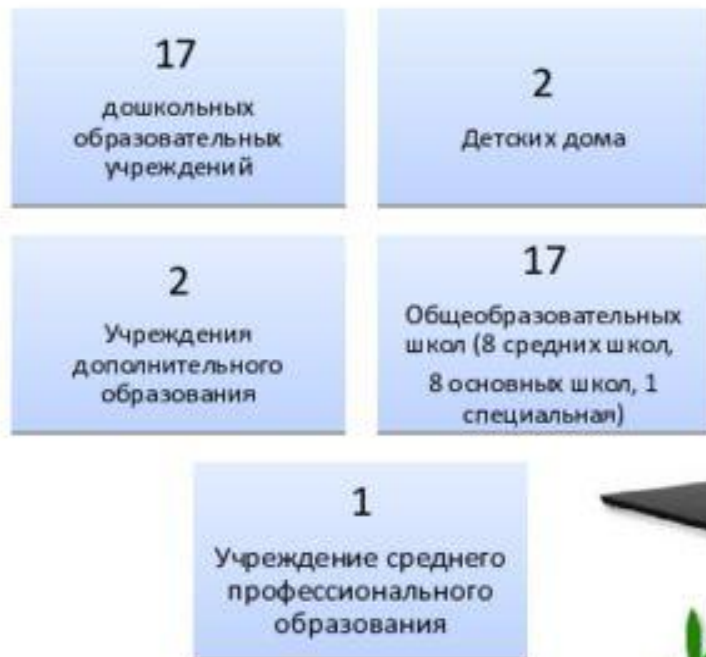 17
дошкольных
образовательных
учреждений
2
Детских дома
2
Учреждения
дополнительного
образования
17
Общеобразовательных
школ (8 средних школ,
8 основных школ, 1
специальная)
1
Учреждение среднего
профессионального
образования